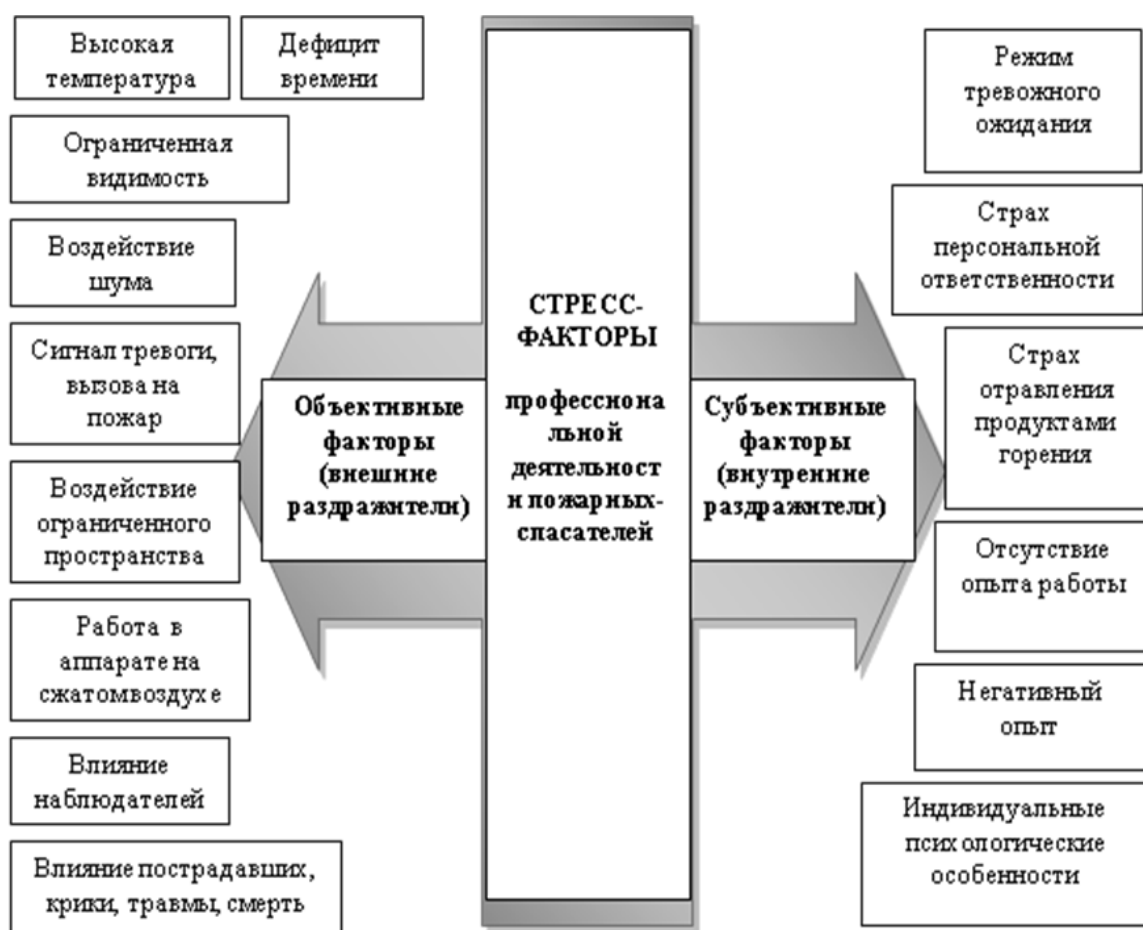 Высокая
температура
Дефицит
времени
Ограниченная
видимость
Воздействие
шума
Сигнал тревоги,
вызова на
пожар
Воздействие
ограниченного
пространства
Работа в
аппарате на
сжатомвоздухе
Влияние
наблюдателей
Влияние пострадавших,
крики, травмы, смерть
Объективные
факторы
(внешние
раздражители)
СТРЕСС-
ФАКТОРЫ
профессиона
льной
деятельност
и пожарных-
спасателей
Субъективные
факторы
(внутренние
раздражители)
Режим
тревожного
ожидания
Страх
персональной
ответственности
Страх
отравления
продуктами
горения
Отсутствие
опыта работы
Негативный
опыт
Индивидуальные
психологические
особенности